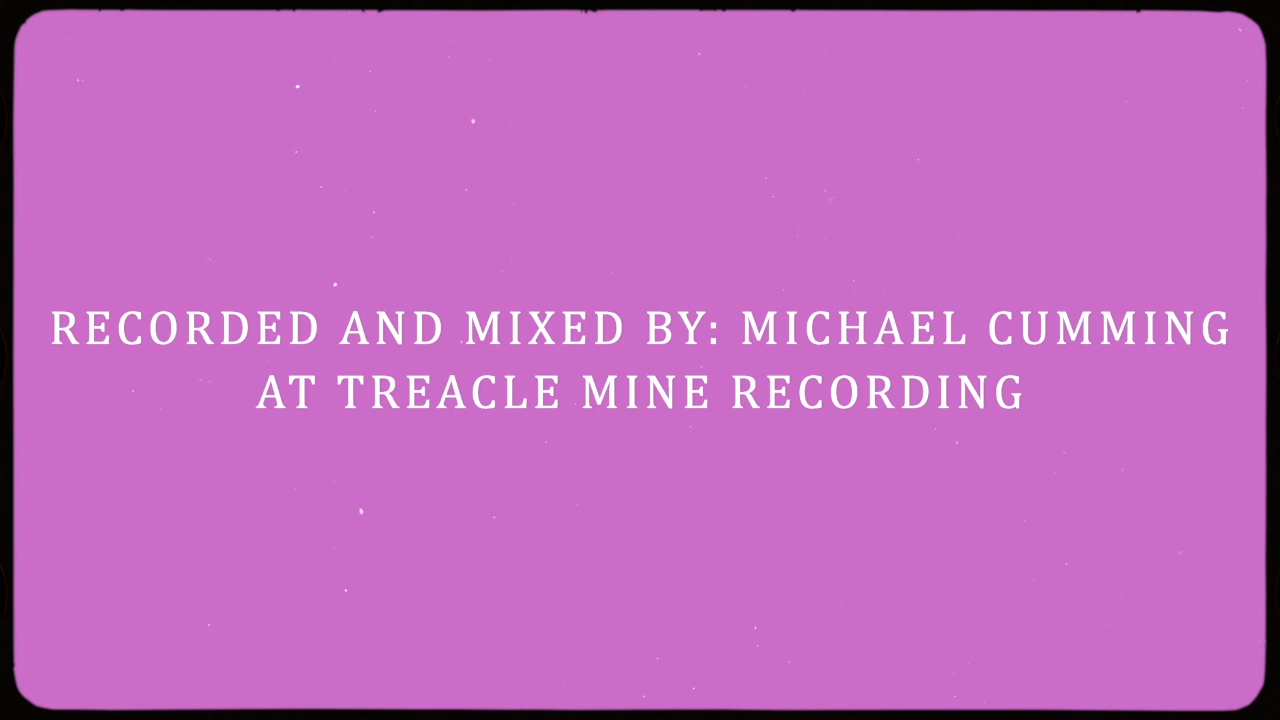 RECORDED AND MIXED BY: MICHAEL CUMMING
AT TREACLE MINE RECORDING